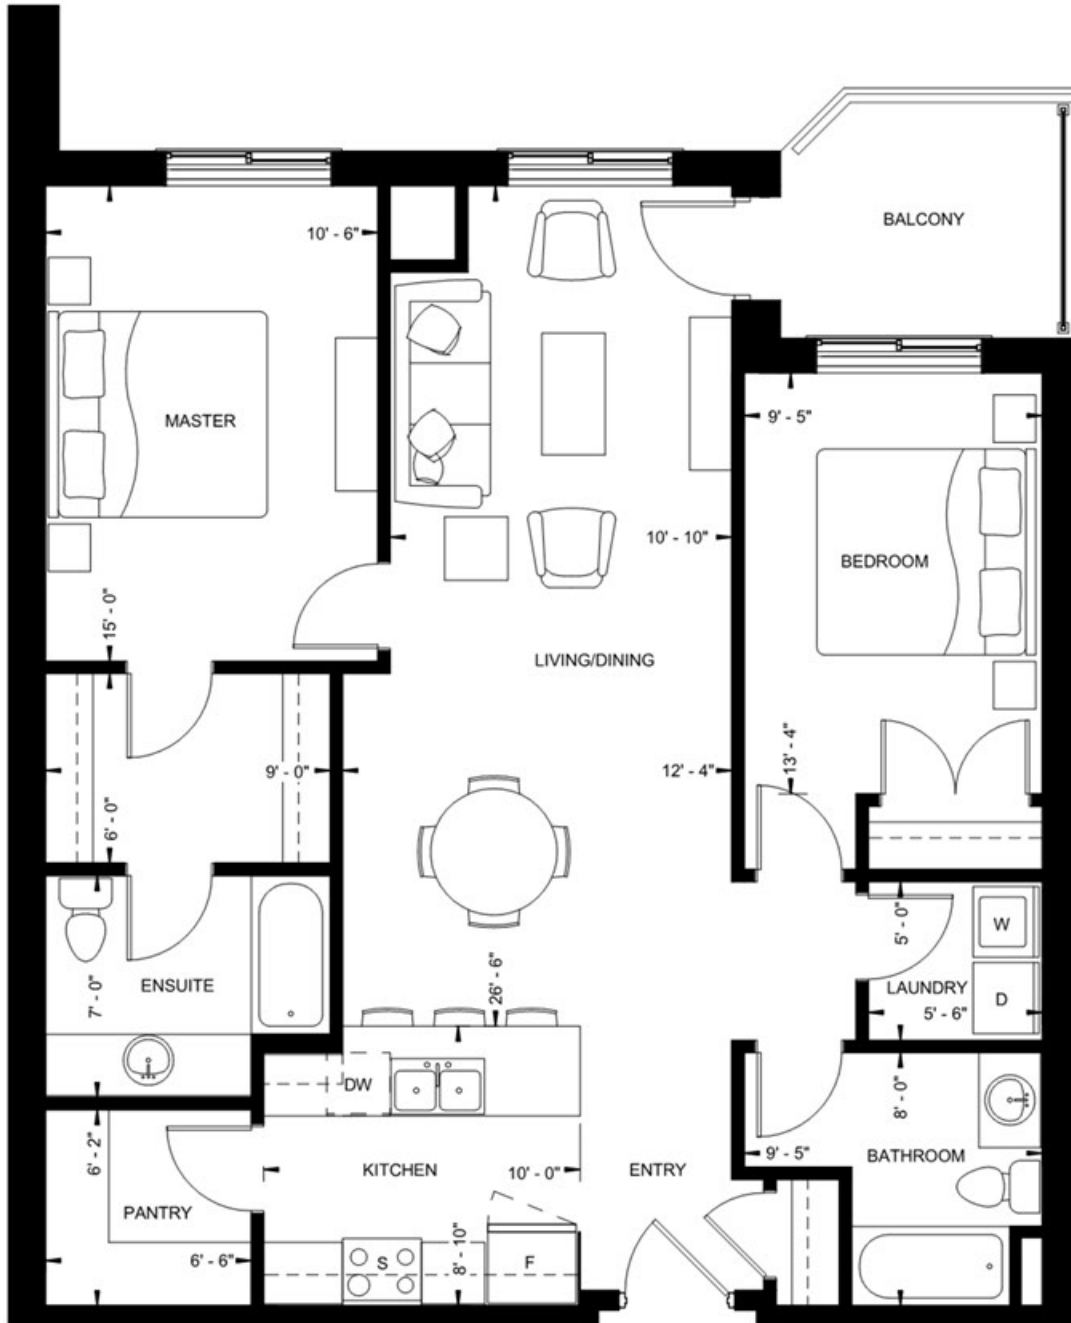 BALCONY
10' - 6"
9' - 5"
MASTER
10' - 10"
BEDROOM
15' - 0"
LIVING/DINING
13' - 4"
9' - 0"
12' - 4"
6' - 0"
5' - 0"
W
26' - 6"
7' - 0"
ENSUITE
LAUNDRY
D
5' - 6"
DW
8' - 0"
6' - 2"
9' - 5"
BATHROOM
KITCHEN
10' - 0"
ENTRY
PANTRY
8' - 10"
6' - 6"
S
F